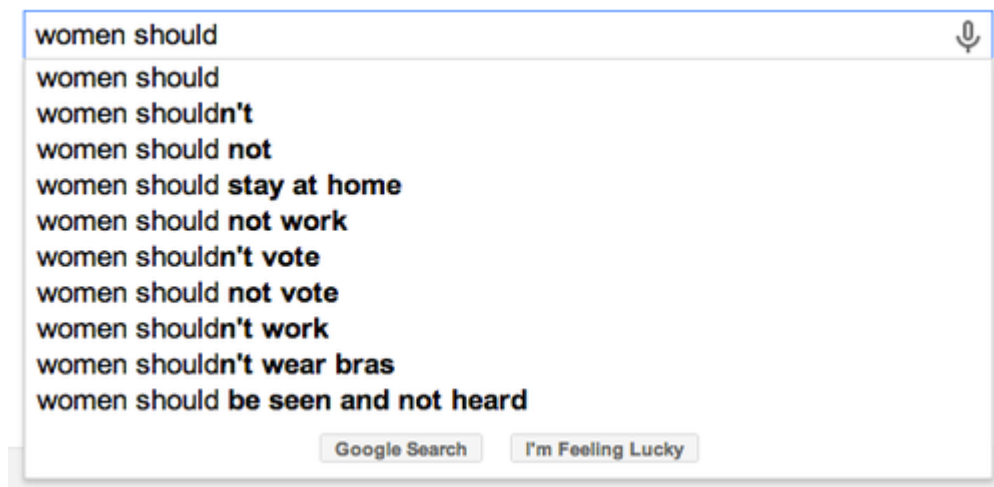 women should
women should
women shouldn't
women should not
women should stay at home
women should not work
women shouldn't vote
women should not vote
women shouldn't work
women shouldn't wear bras
women should be seen and not heard
Google Search I'm Feeling Lucky